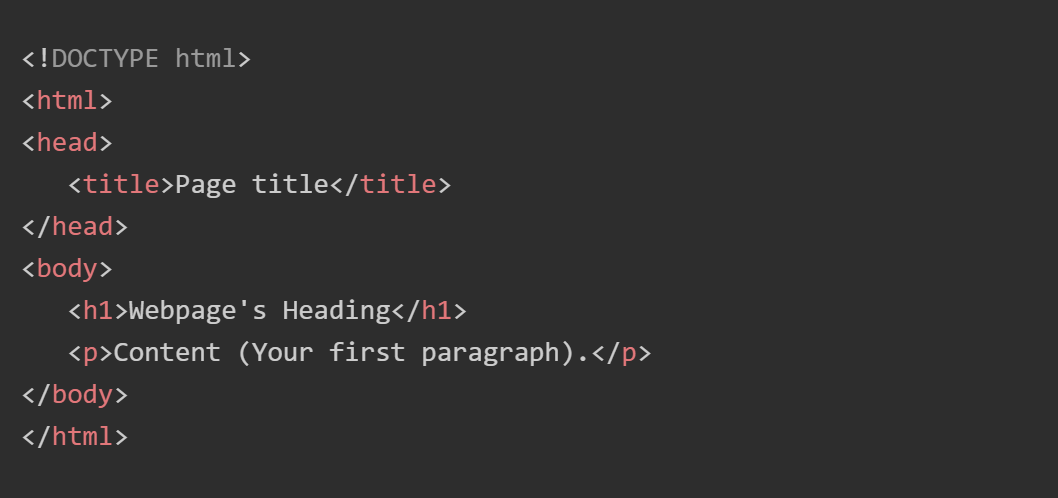 <!DOCTYPE html>
<html>
<head>
   <title>Page title</title>
</head>
<body>
   <h1>Webpage's Heading</h1>
   <p>Content (Your first paragraph).</p>
</body>
</html>